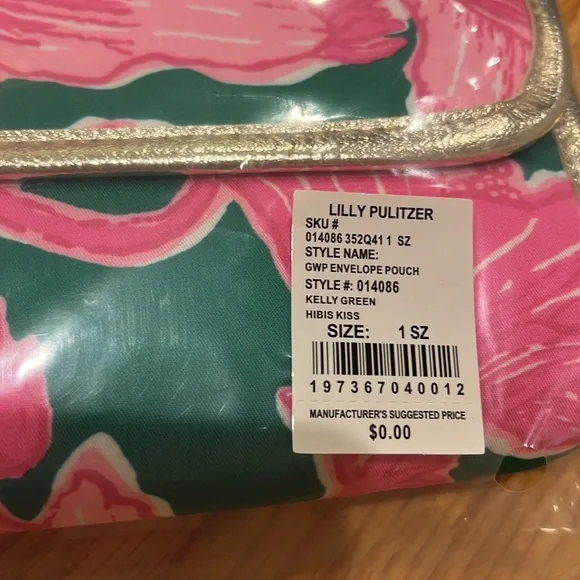 LILLY PULITZER
SKU #
014086 352Q41 1 SZ
STYLE NAME:
GWP ENVELOPE POUCH
STYLE #: 014086
KELLY GREEN
HIBIS KISS
SIZE: 1 SZ
197367040012
MANUFACTURER'S SUGGESTED PRICE
$0.00